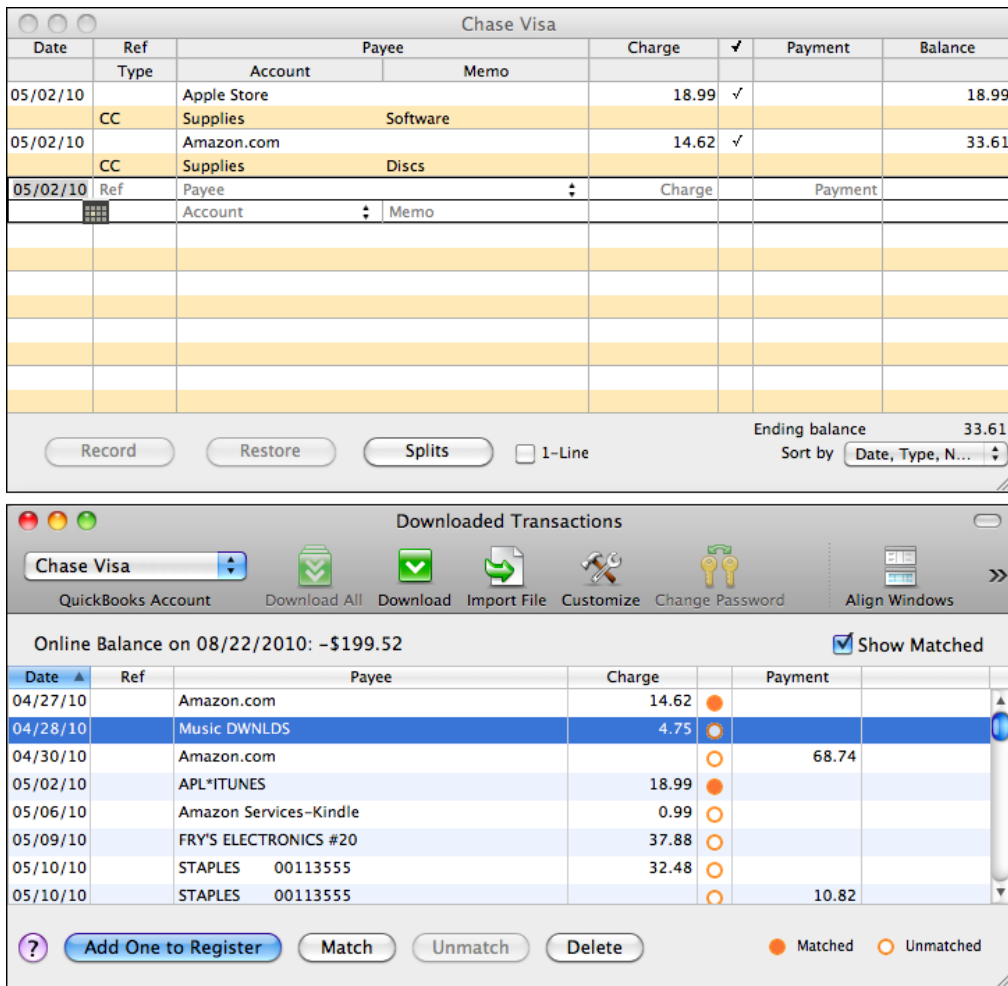 Chase Visa
Date Ref Payee Charge ✓ Payment Balance
Type Account Memo
05/02/10 Apple Store 18.99 ✓ 18.99
CC Supplies Software
05/02/10 Amazon.com 14.62 ✓ 33.61
CC Supplies Discs
05/02/10 Ref Payee Charge Payment
Account Memo
Ending balance 33.61
Record Restore Splits 1-Line Sort by Date, Type, N...
Downloaded Transactions
Chase Visa
QuickBooks Account Download All Download Import File Customize Change Password Align Windows »
Online Balance on 08/22/2010: -$199.52 Show Matched
Date Ref Payee Charge Payment
04/27/10 Amazon.com 14.62
04/28/10 Music DWNLDS 4.75
04/30/10 Amazon.com 68.74
05/02/10 APL*ITUNES 18.99
05/06/10 Amazon Services-Kindle 0.99
05/09/10 FRY'S ELECTRONICS #20 37.88
05/10/10 STAPLES 00113555 32.48
05/10/10 STAPLES 00113555 10.82
? Add One to Register Match Unmatch Delete Matched Unmatched